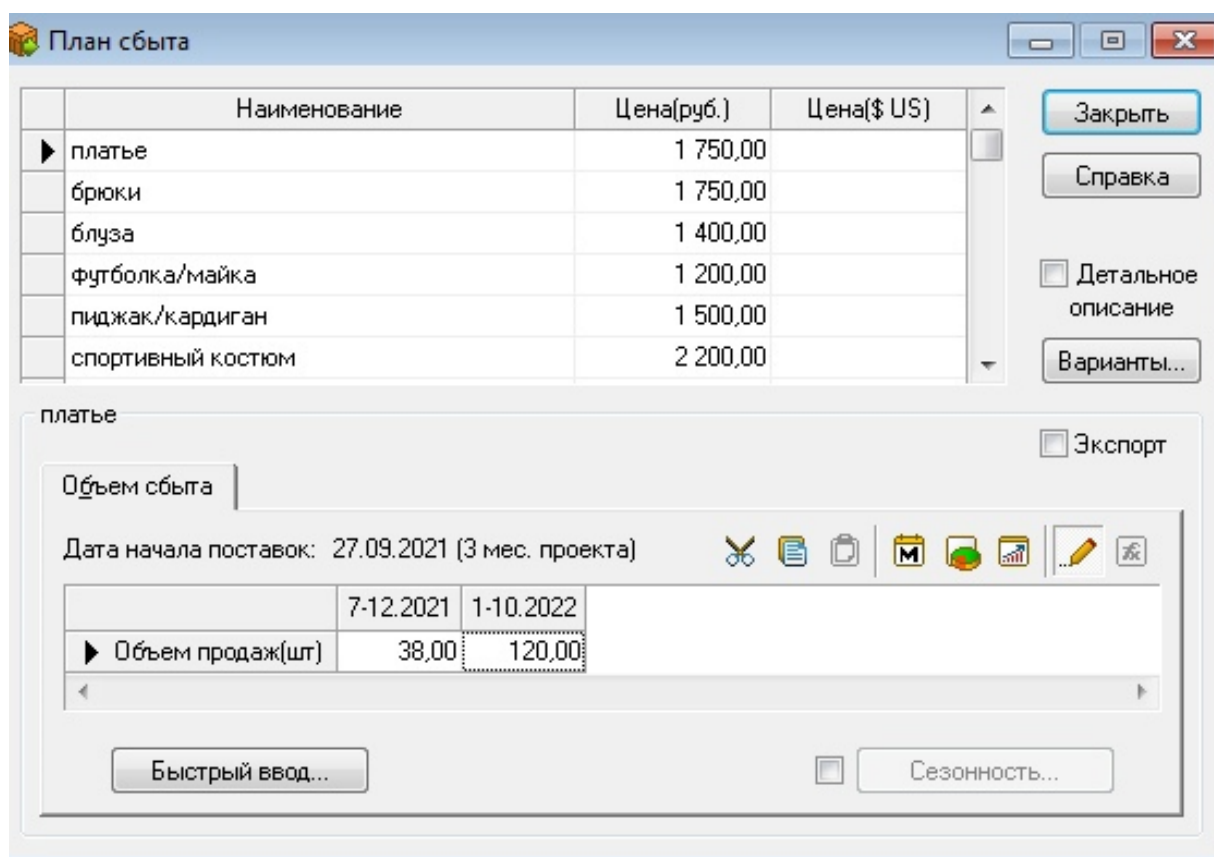 План сбыта
Наименование Цена(руб.) Цена($ US)
платье 1 750,00
брюки 1 750,00
блуза 1 400,00
футболка/майка 1 200,00
пиджак/кардиган 1 500,00
спортивный костюм 2 200,00
Закрыть
Справка
Детальное
описание
Варианты...
платье
Экспорт
Объем сбыта
Дата начала поставок: 27.09.2021 (3 мес. проекта)
7-12.2021 1-10.2022
Объем продаж(шт) 38,00 120,00
Быстрый ввод...
Сезонность...